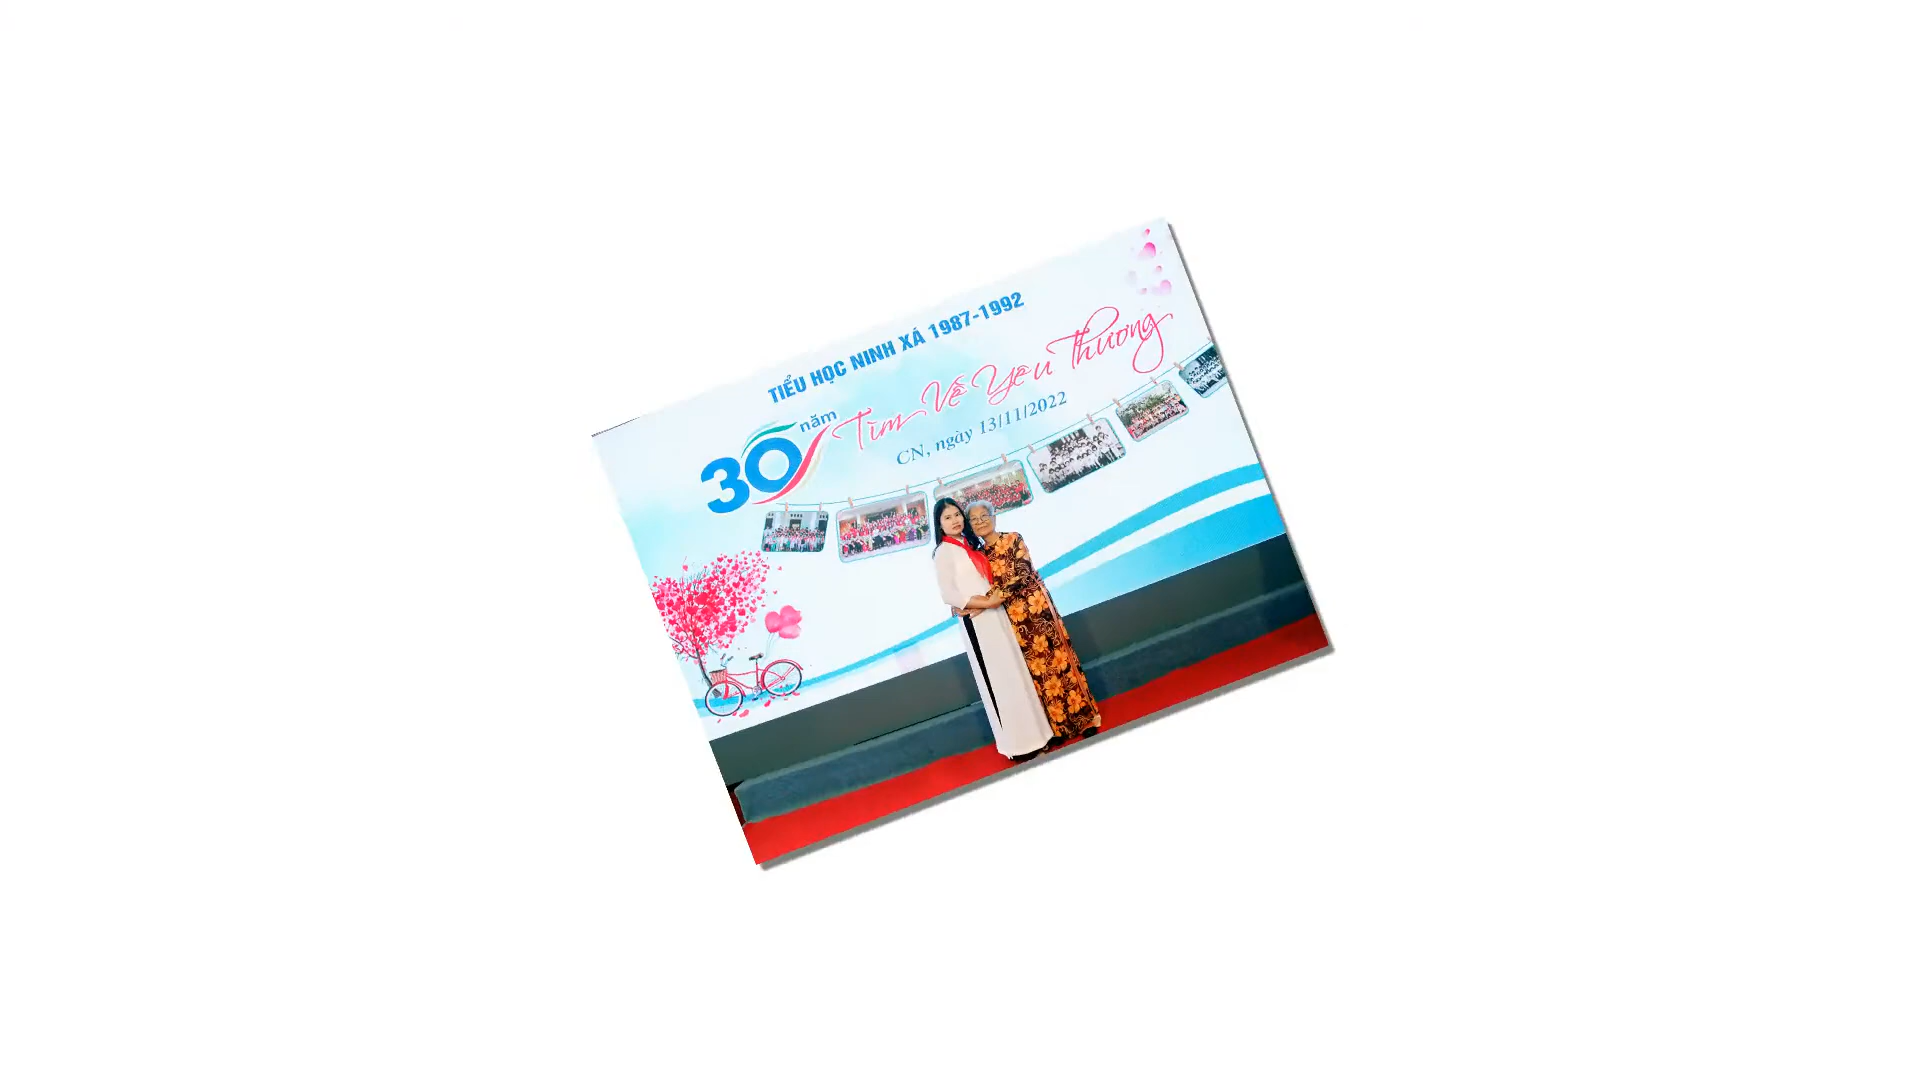 TIỂU HỌC NINH XÁ 1987-1992
30 năm Tìm Về Yêu Thương
CN, ngày 13/11/2022